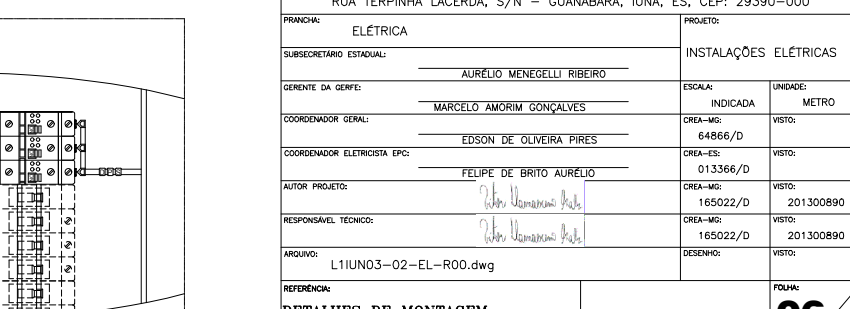 RUA TERPINHA LACERDA, S/N - GUANABARA, IÚNA, ES, CEP: 29390-000
PRANCHA:
ELÉTRICA
PROJETO:
INSTALAÇÕES ELÉTRICAS
SUBSECRETÁRIO ESTADUAL:
AURÉLIO MENEGELLI RIBEIRO
GERENTE DA GERFE:
MARCELO AMORIM GONÇALVES
ESCALA:
INDICADA
UNIDADE:
METRO
COORDENADOR GERAL:
EDSON DE OLIVEIRA PIRES
CREA-MG:
64866/D
VISTO:
COORDENADOR ELETRICISTA EPC:
FELIPE DE BRITO AURÉLIO
CREA-ES:
013366/D
VISTO:
AUTOR PROJETO:
CREA-MG:
165022/D
VISTO:
201300890
RESPONSÁVEL TÉCNICO:
CREA-MG:
165022/D
VISTO:
201300890
ARQUIVO:
L1IUN03-02-EL-R00.dwg
DESENHO:
VISTO:
REFERÊNCIA:
DETALHES DE MONTAGEM
FOLHA:
06/